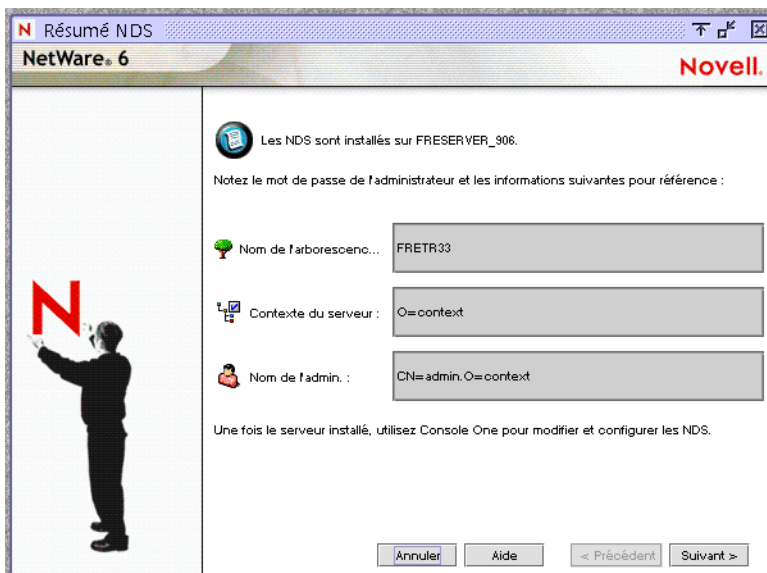 N Résumé NDS
NetWare® 6
Novell.
Les NDS sont installés sur FRESERVER_906.
Notez le mot de passe de l'administrateur et les informations suivantes pour référence :
Nom de l'arborescenc... FRETR33
Contexte du serveur : O=context
Nom de l'admin. : CN=admin.O=context
N
Une fois le serveur installé, utilisez Console One pour modifier et configurer les NDS.
Annuler Aide < Précédent Suivant >